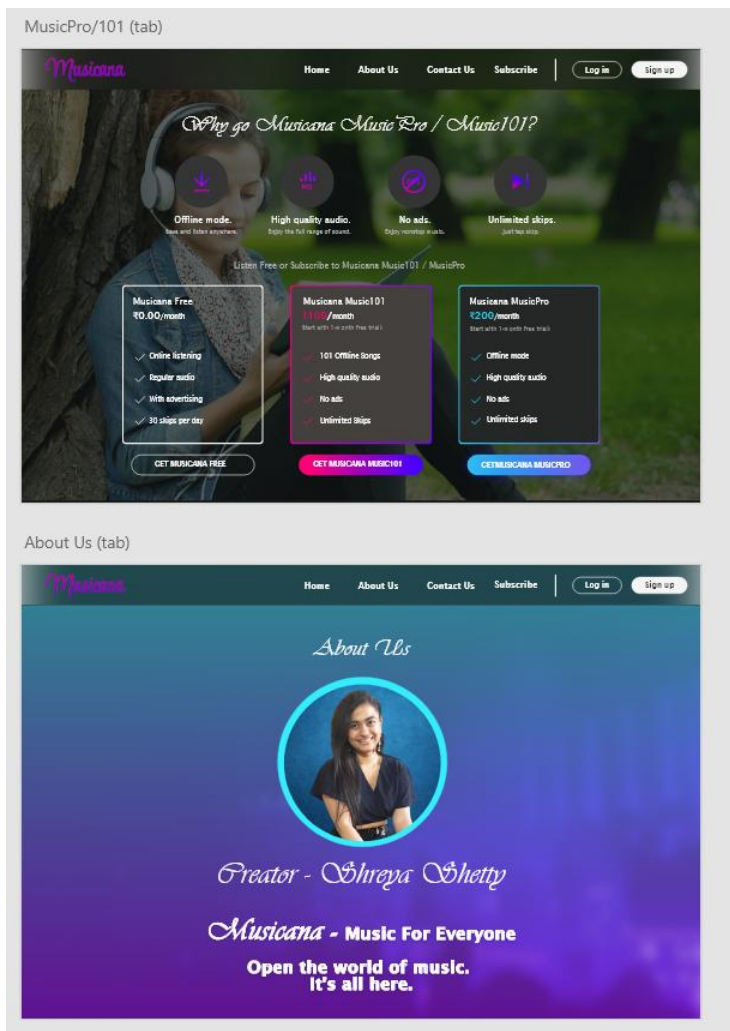 MusicPro/101 (tab)
Musicana
Home About Us Contact Us Subscribe Log in Sign up
Why go Musicana Music Pro / Music101?
Offline mode. High quality audio. No ads. Unlimited skips.
Save and listen anywhere. Enjoy the full range of sound. Enjoy nonstop music. Just tap skip.
Listen Free or Subscribe to Musicana Music101 / MusicPro
Musicana Free Musicana Music101 Musicana MusicPro
₹0.00/month ₹100/month ₹200/month
Start with 1-month free trial Start with 1-month free trial
Online listening 101 Offline Songs Offline mode
Regular audio High quality audio High quality audio
With advertising No ads No ads
30 skips per day Unlimited Skips Unlimited skips
GET MUSICANA FREE GET MUSICANA MUSIC101 GETMUSICANA MUSICPRO
About Us (tab)
Musicana
Home About Us Contact Us Subscribe Log in Sign up
About Us
Creator - Shreya Shetty
Musicana - Music For Everyone
Open the world of music.
It's all here.